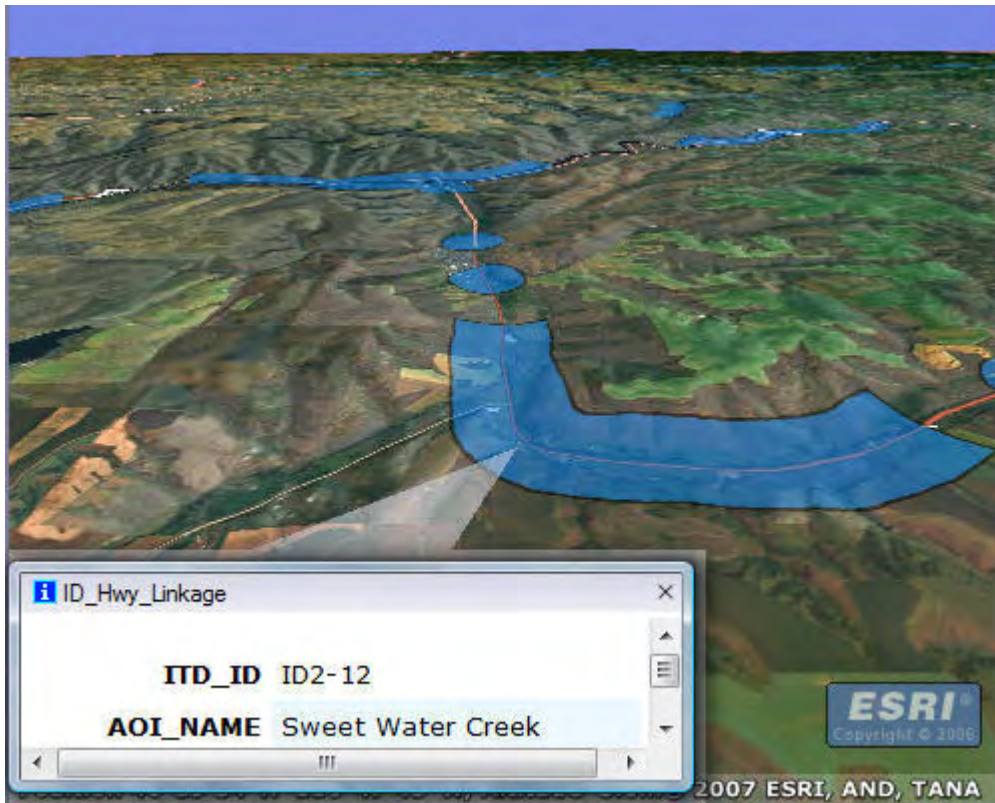 ID_Hwy_Linkage
ITD_ID ID2-12
AOI_NAME Sweet Water Creek
ESRI®
Copyright © 2006
2007 ESRI, AND, TANA